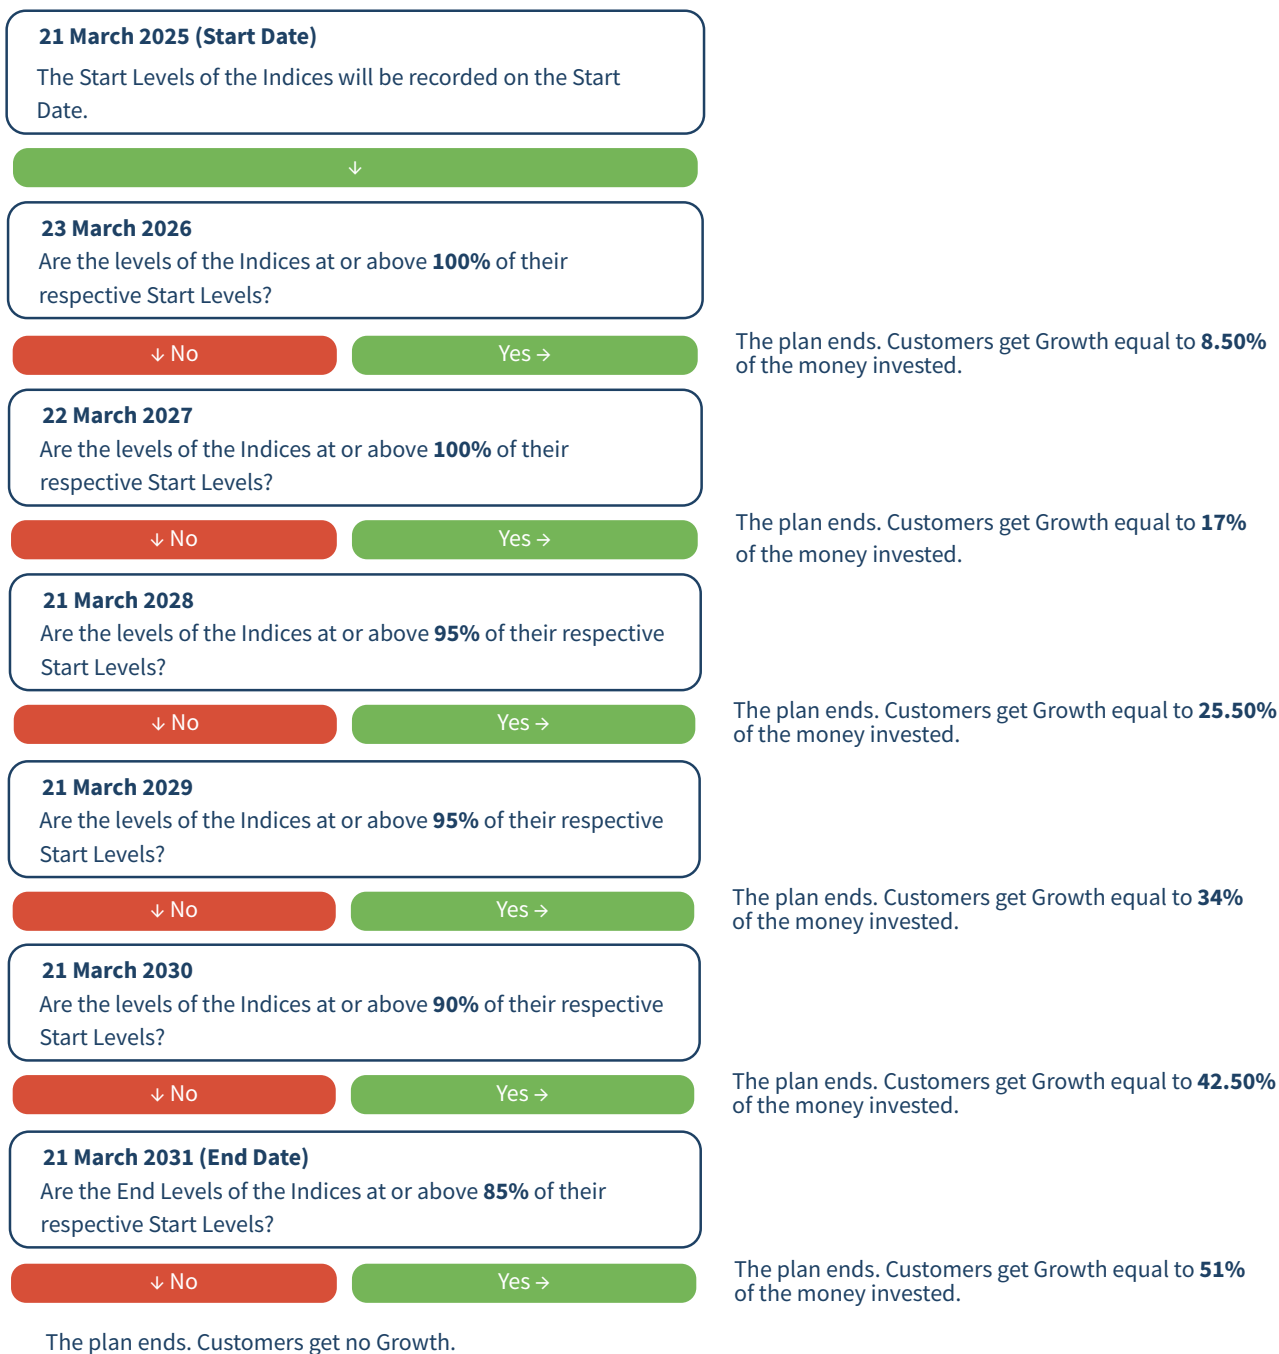 21 March 2025 (Start Date)
The Start Levels of the Indices will be recorded on the Start
Date.
↓
23 March 2026
Are the levels of the Indices at or above 100% of their
respective Start Levels?
↓ No
Yes →
The plan ends. Customers get Growth equal to 8.50%
of the money invested.
22 March 2027
Are the levels of the Indices at or above 100% of their
respective Start Levels?
↓ No
Yes →
The plan ends. Customers get Growth equal to 17%
of the money invested.
21 March 2028
Are the levels of the Indices at or above 95% of their respective
Start Levels?
↓ No
Yes →
The plan ends. Customers get Growth equal to 25.50%
of the money invested.
21 March 2029
Are the levels of the Indices at or above 95% of their respective
Start Levels?
↓ No
Yes →
The plan ends. Customers get Growth equal to 34%
of the money invested.
21 March 2030
Are the levels of the Indices at or above 90% of their respective
Start Levels?
↓ No
Yes →
The plan ends. Customers get Growth equal to 42.50%
of the money invested.
21 March 2031 (End Date)
Are the End Levels of the Indices at or above 85% of their
respective Start Levels?
↓ No
Yes →
The plan ends. Customers get Growth equal to 51%
of the money invested.
The plan ends. Customers get no Growth.